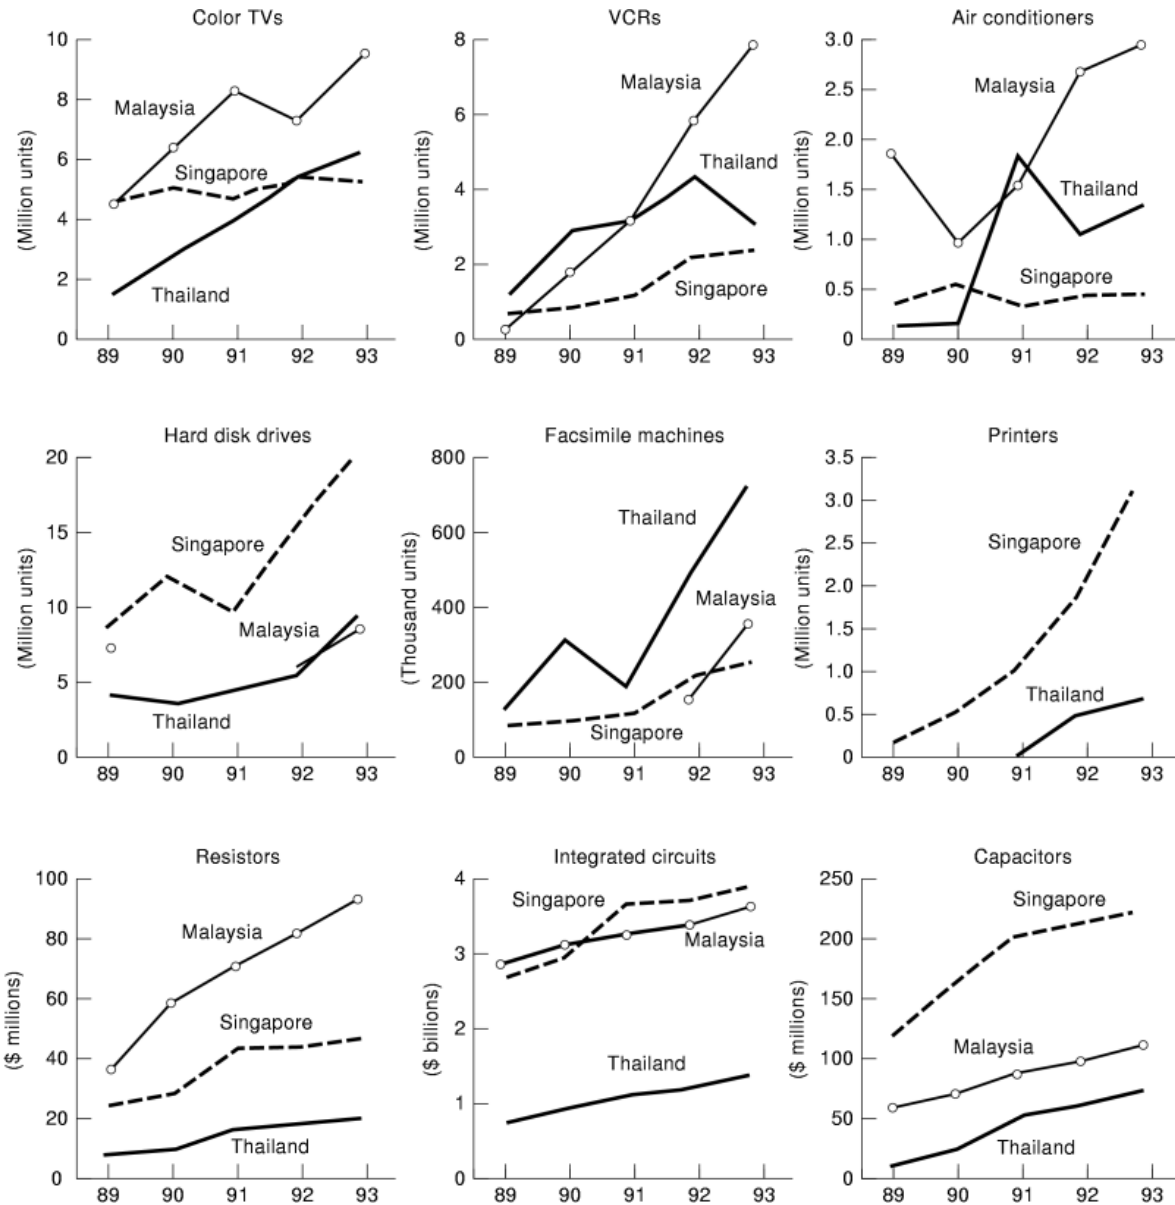 Color TVs
10
8
6
4
2
0
(Million units)
Malaysia
Singapore
Thailand
89 90 91 92 93
VCRs
8
6
4
2
0
(Million units)
Malaysia
Thailand
Singapore
89 90 91 92 93
Air conditioners
3.0
2.5
2.0
1.5
1.0
0.5
0
(Million units)
Malaysia
Thailand
Singapore
89 90 91 92 93
Hard disk drives
20
15
10
5
0
(Million units)
Singapore
Malaysia
Thailand
89 90 91 92 93
Facsimile machines
800
600
400
200
0
(Thousand units)
Thailand
Malaysia
Singapore
89 90 91 92 93
Printers
3.5
3.0
2.5
2.0
1.5
1.0
0.5
0
(Million units)
Singapore
Thailand
89 90 91 92 93
Resistors
100
80
60
40
20
0
($ millions)
Malaysia
Singapore
Thailand
89 90 91 92 93
Integrated circuits
4
3
2
1
0
($ billions)
Singapore
Malaysia
Thailand
89 90 91 92 93
Capacitors
250
200
150
100
50
0
($ millions)
Singapore
Malaysia
Thailand
89 90 91 92 93